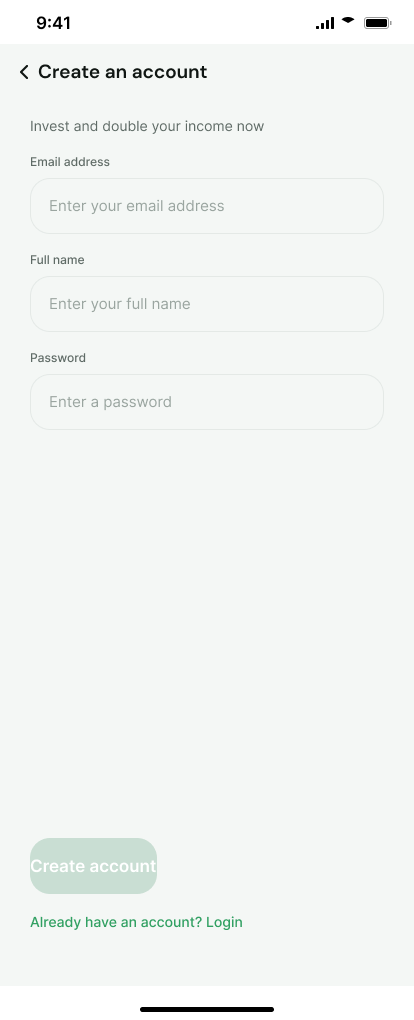 9:41
Create an account
Invest and double your income now
Email address
Enter your email address
Full name
Enter your full name
Password
Enter a password
Create account
Already have an account? Login